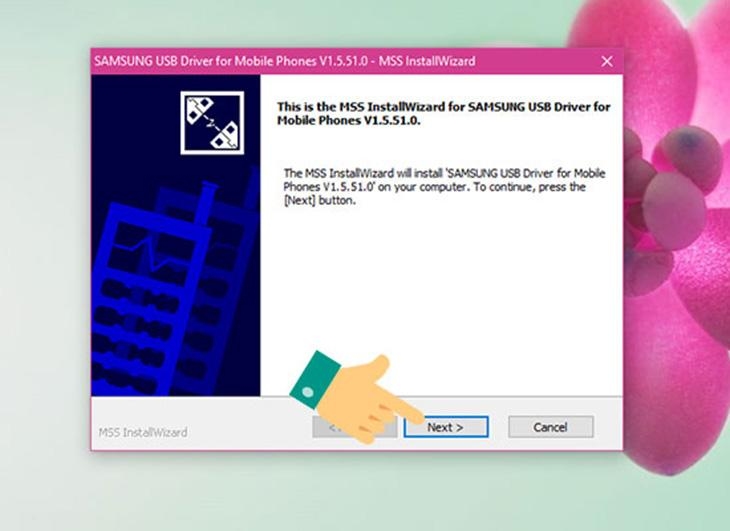 SAMSUNG USB Driver for Mobile Phones V1.5.51.0 - MSS InstallWizard
This is the MSS InstallWizard for SAMSUNG USB Driver for
Mobile Phones V1.5.51.0.
The MSS InstallWizard will install 'SAMSUNG USB Driver for Mobile
Phones V1.5.51.0' on your computer. To continue, press the
[Next] button.
MSS InstallWizard
Next >
Cancel